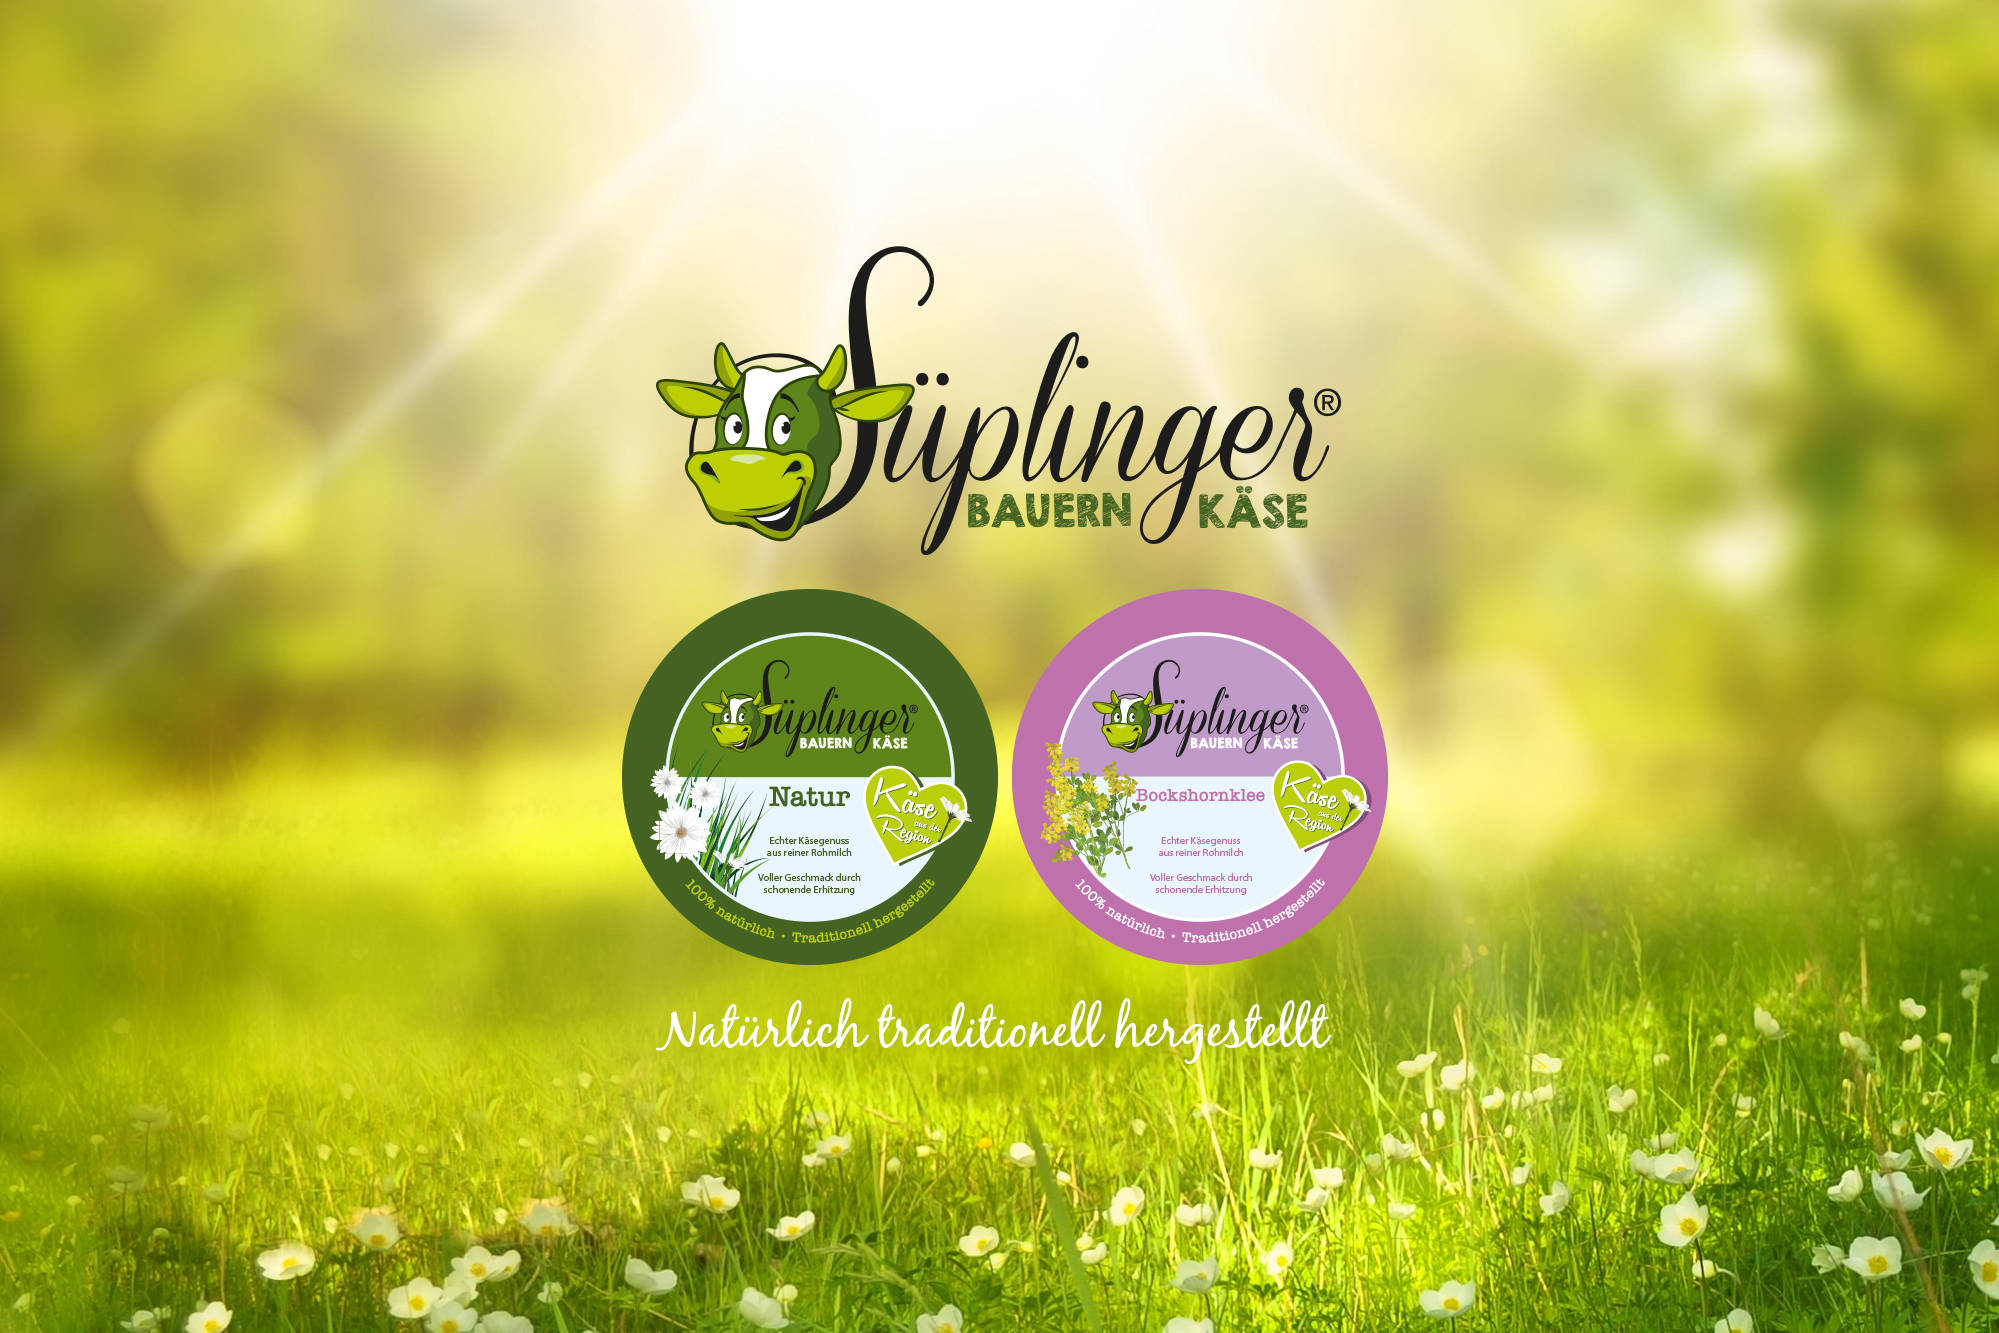 Süplinger®
BAUERN KÄSE
Süplinger®
BAUERN KÄSE
Natur
Käse
aus der
Region
Echter Käsegenuss
aus reiner Rohmilch
Voller Geschmack durch
schonende Erhitzung
100% natürlich • Traditionell hergestellt
Süplinger®
BAUERN KÄSE
Bockshornklee
Käse
aus der
Region
Echter Käsegenuss
aus reiner Rohmilch
Voller Geschmack durch
schonende Erhitzung
100% natürlich • Traditionell hergestellt
Natürlich traditionell hergestellt